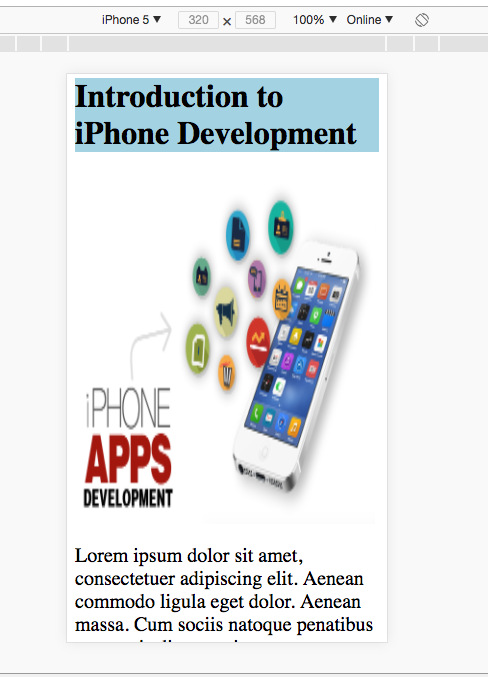 iPhone 5 ▼ 320 × 568 100% ▼ Online ▼
Introduction to
iPhone Development
iPHONE
APPS
DEVELOPMENT
Lorem ipsum dolor sit amet,
consectetuer adipiscing elit. Aenean
commodo ligula eget dolor. Aenean
massa. Cum sociis natoque penatibus